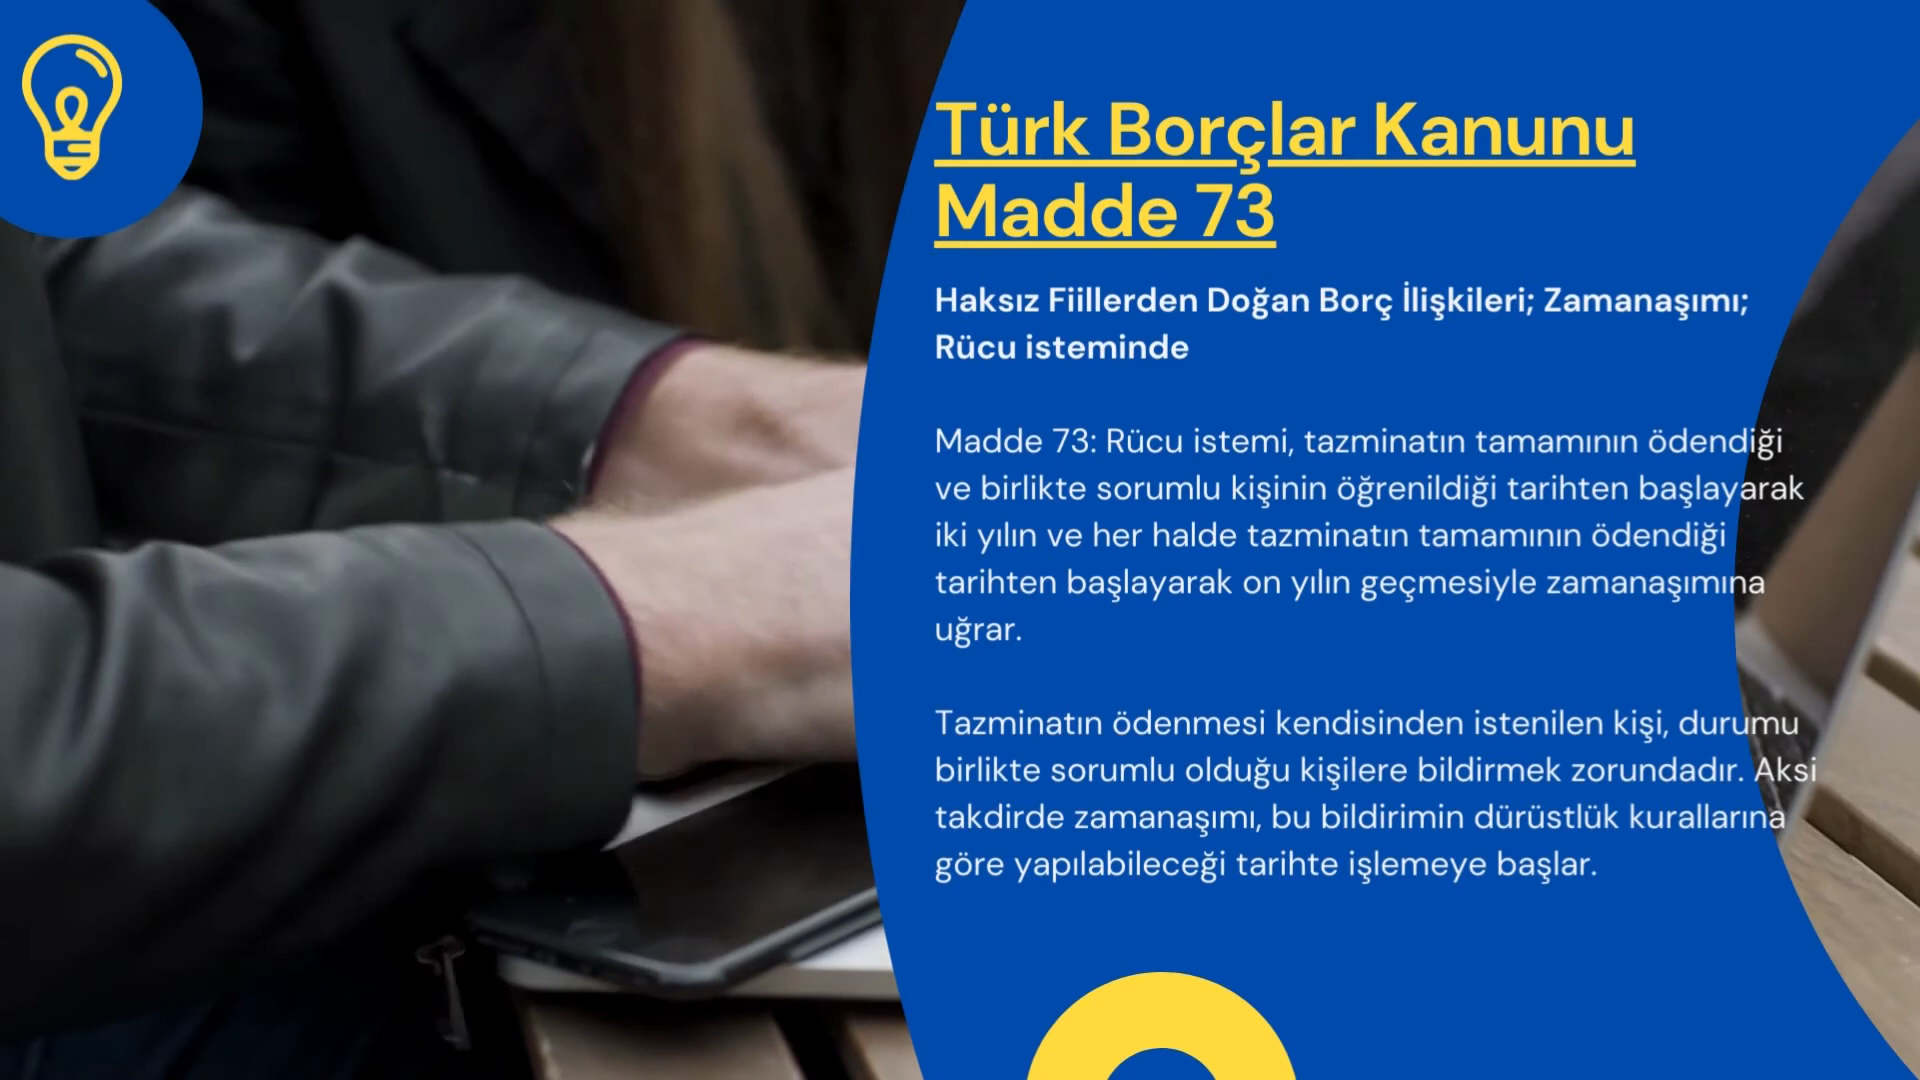 Türk Borçlar Kanunu
Madde 73
Haksız Fiillerden Doğan Borç İlişkileri; Zamanaşımı;
Rücu isteminde
Madde 73: Rücu istemi, tazminatın tamamının ödendiği
ve birlikte sorumlu kişinin öğrenildiği tarihten başlayarak
iki yılın ve her halde tazminatın tamamının ödendiği
tarihten başlayarak on yılın geçmesiyle zamanaşımına
uğrar.
Tazminatın ödenmesi kendisinden istenilen kişi, durumu
birlikte sorumlu olduğu kişilere bildirmek zorundadır. Aksi
takdirde zamanaşımı, bu bildirimin dürüstlük kurallarına
göre yapılabileceği tarihte işlemeye başlar.